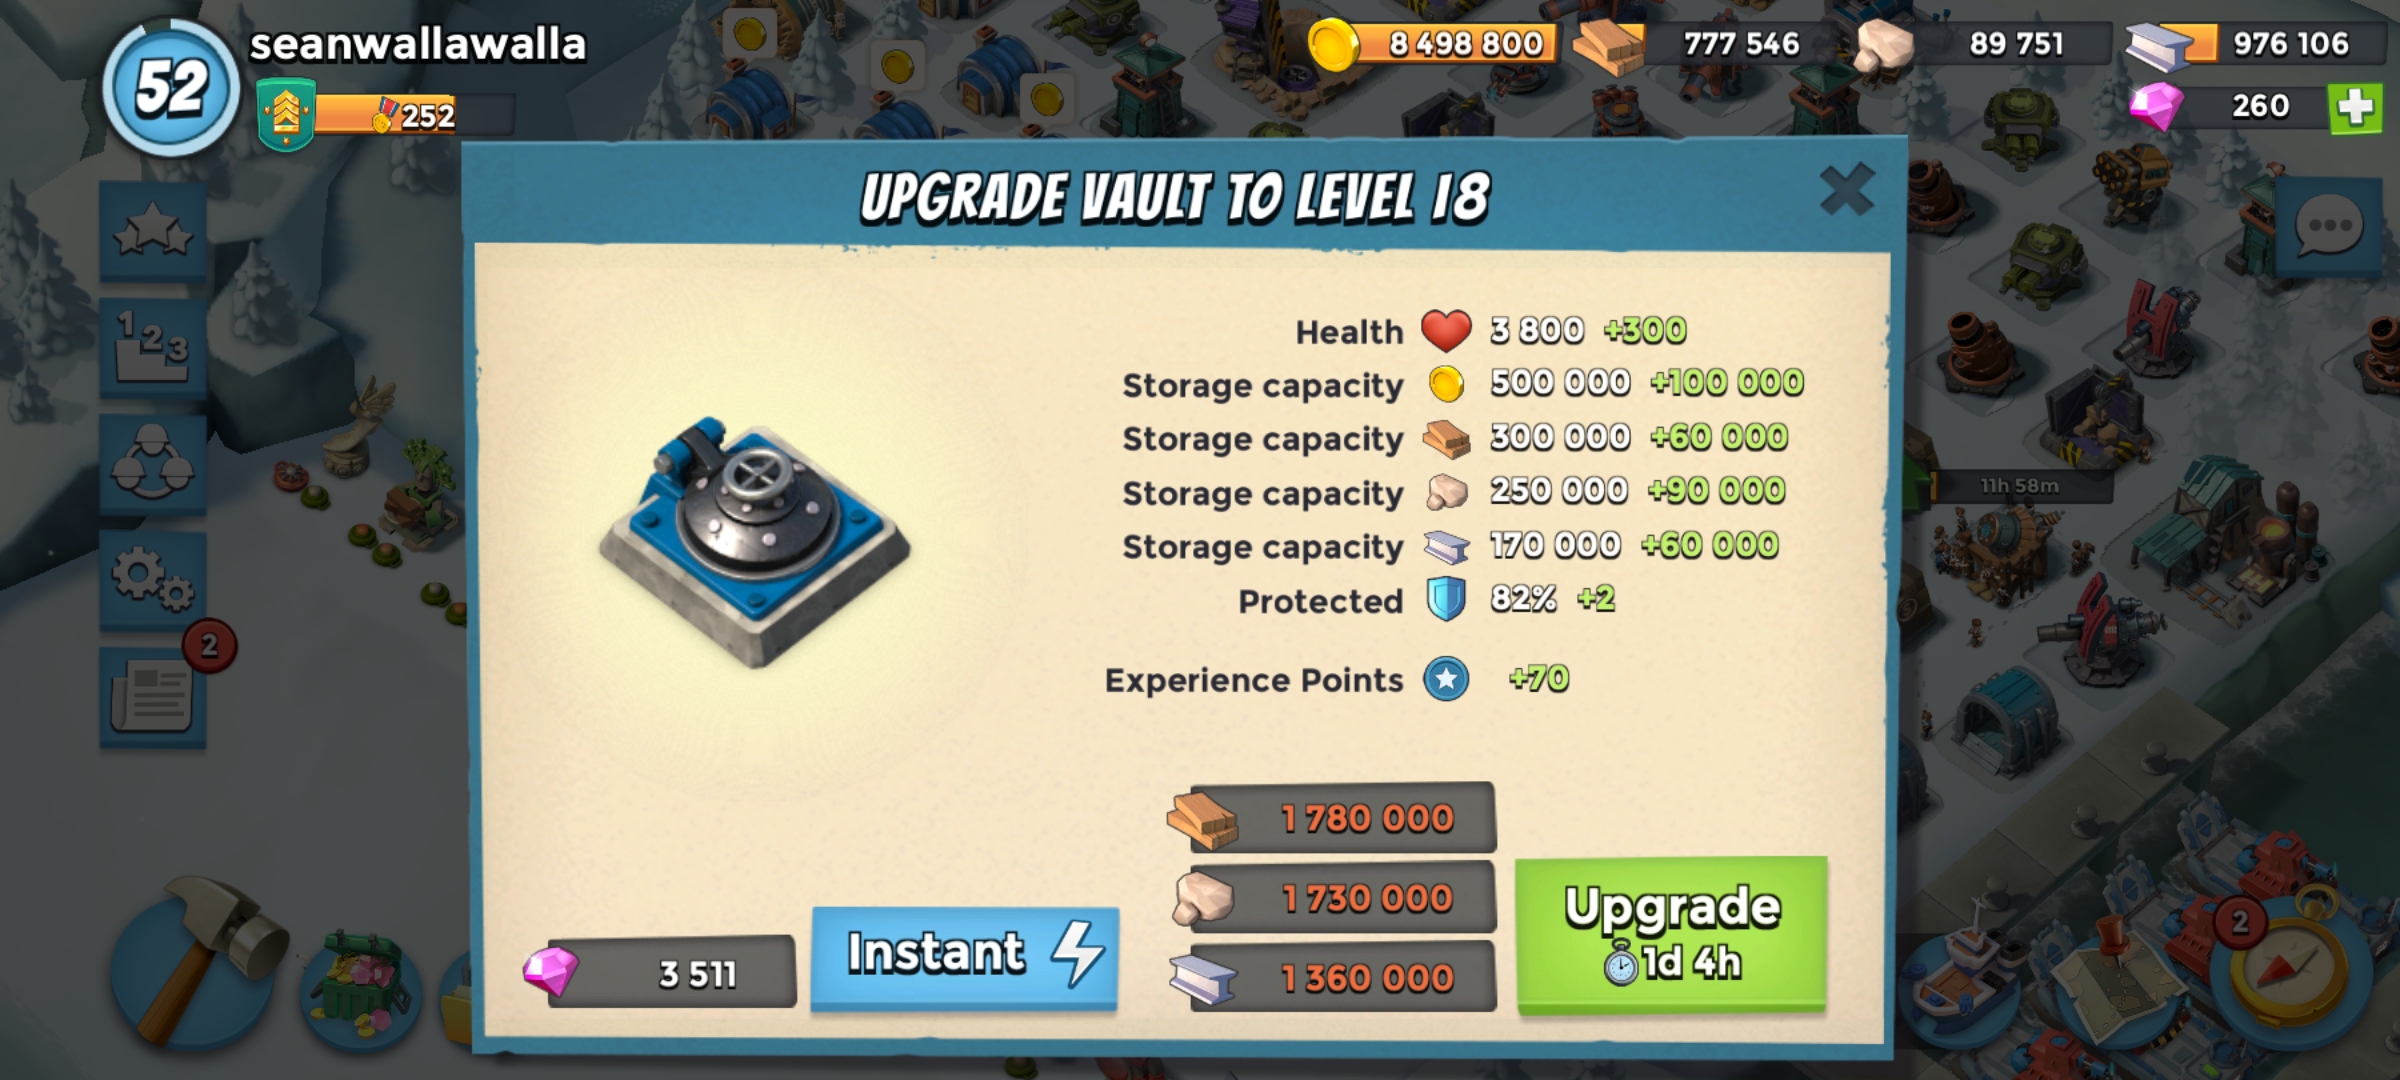 52
seanwallawalla
252
8 498 800
777 546
89 751
976 106
260
UPGRADE VAULT TO LEVEL 18
1 2 3
2
Health 3 800 +300
Storage capacity 500 000 +100 000
Storage capacity 300 000 +60 000
Storage capacity 250 000 +90 000
Storage capacity 170 000 +60 000
Protected 82% +2
Experience Points +70
11h 58m
1 780 000
1 730 000
1 360 000
3 511
Instant
Upgrade
1d 4h
2